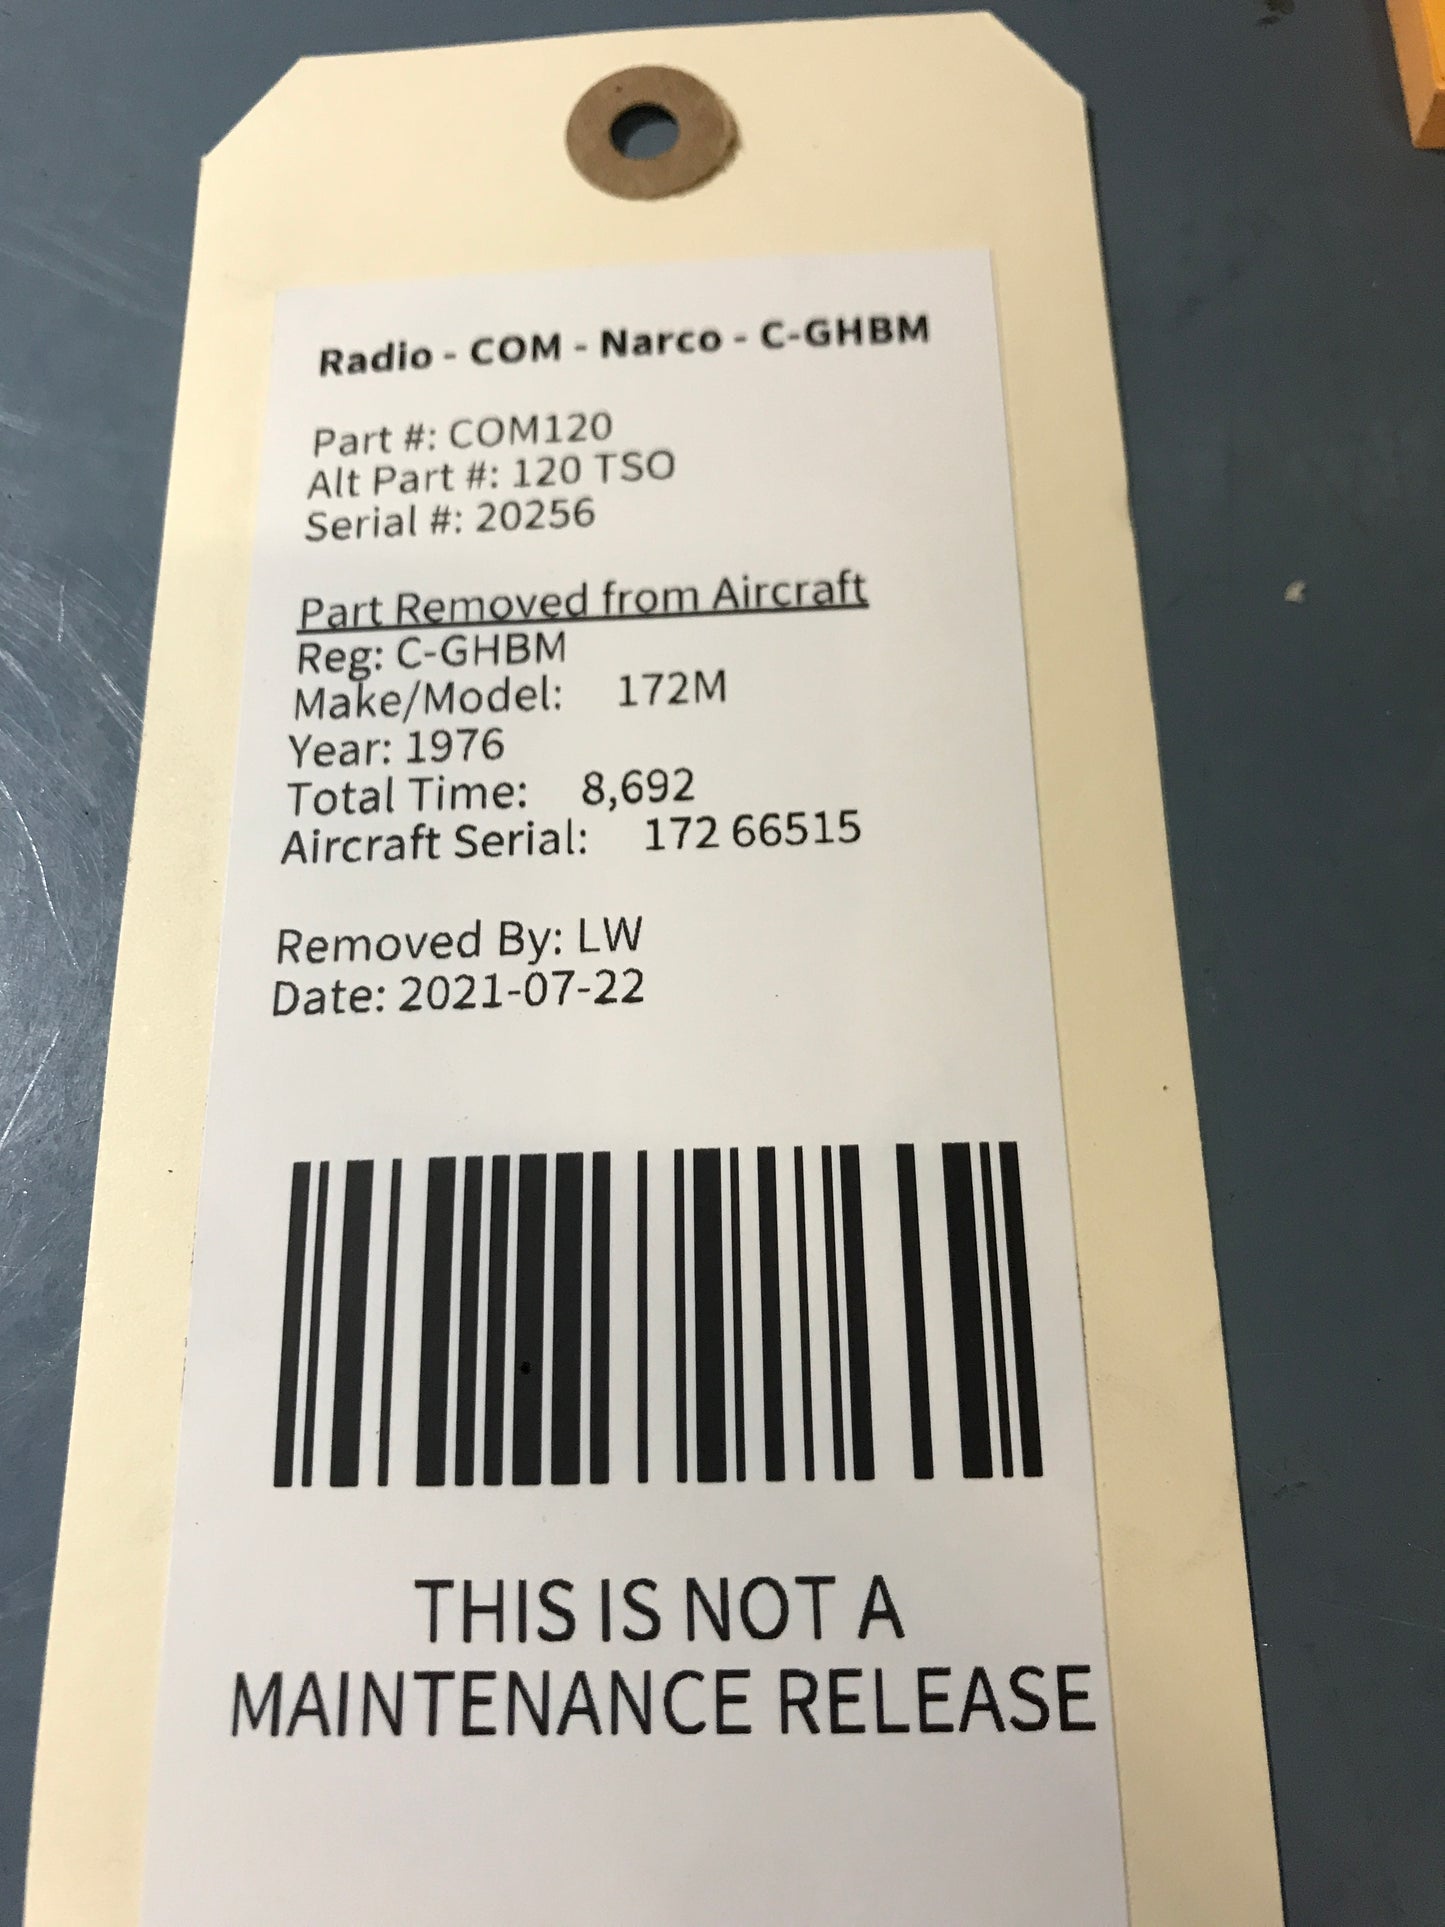 Radio - COM - Narco - C-GHBM
Part #: COM120
Alt Part #: 120 TSO
Serial #: 20256
Part Removed from Aircraft
Reg: C-GHBM
Make/Model: 172M
Year: 1976
Total Time: 8,692
Aircraft Serial: 172 66515
Removed By: LW
Date: 2021-07-22
THIS IS NOT A
MAINTENANCE RELEASE